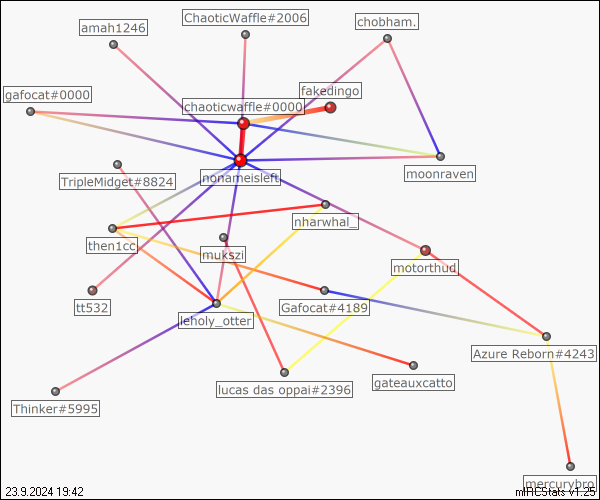 ChaoticWaffle#2006
amah1246
chobham.
fakedingo
gafocat#0000
chaoticwaffle#0000
moonraven
nonameisleft
TripleMidget#8824
nharwhal_
then1cc
mukszi
motorthud
tt532
Gafocat#4189
leholy_otter
Azure Reborn#4243
gateauxcatto
lucas das oppai#2396
Thinker#5995
mercurybro
23.9.2024 19:42
mIRCStats v1.25